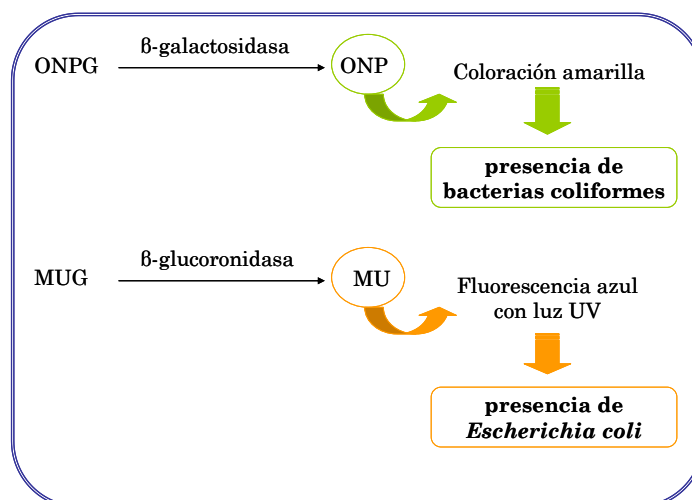 ß-galactosidasa
ONPG
ONP
Coloración amarilla
presencia de
bacterias coliformes
ß-glucoronidasa
MUG
MU
Fluorescencia azul
con luz UV
presencia de
Escherichia coli